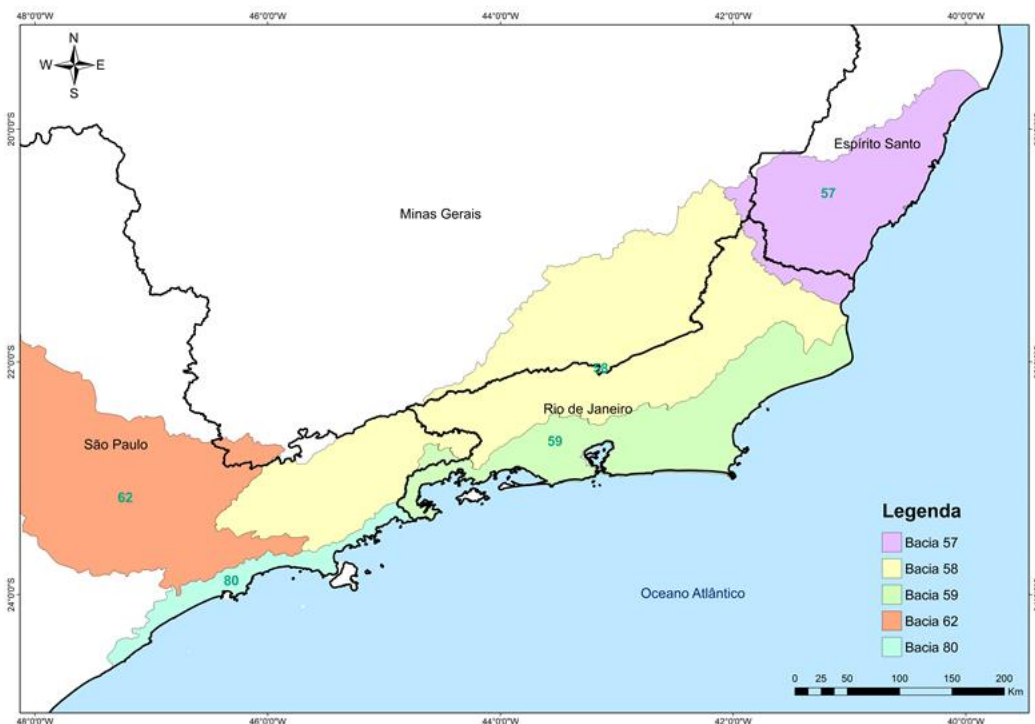 48°0'0"W 46°0'0"W 44°0'0"W 42°0'0"W 40°0'0"W
N
W E
S
20°0'0"S
Espírito Santo
57
Minas Gerais
22°0'0"S
58
Rio de Janeiro
São Paulo
59
62
Legenda
Bacia 57
Bacia 58
Bacia 59
Bacia 62
Bacia 80
80
24°0'0"S
Oceano Atlântico
0 25 50 100 150 200
Km
48°0'0"W 46°0'0"W 44°0'0"W 42°0'0"W 40°0'0"W